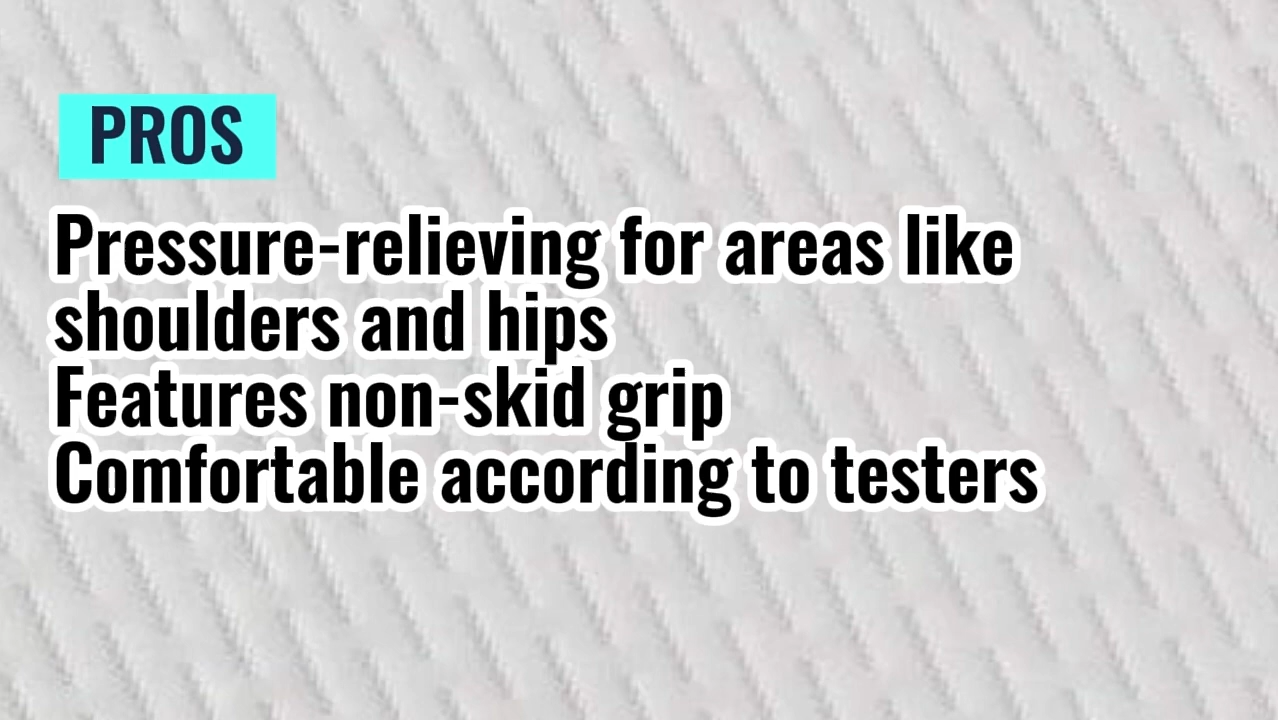 PROS
Pressure-relieving for areas like
shoulders and hips
Features non-skid grip
Comfortable according to testers